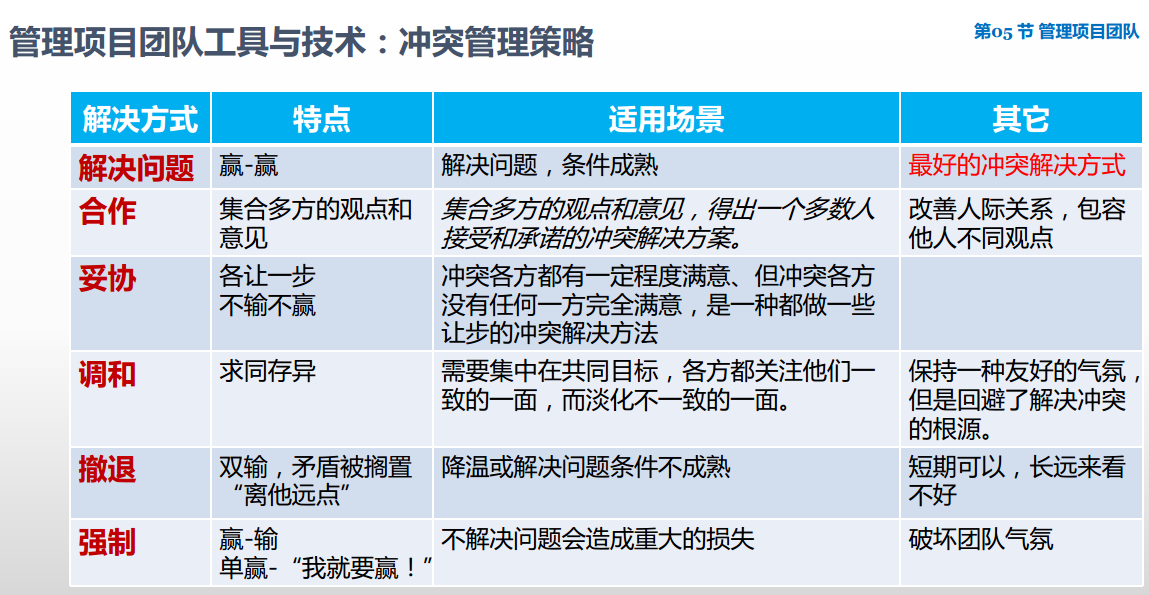 管理项目团队工具与技术：冲突管理策略
第05 节 管理项目团队
解决方式
特点
适用场景
其它
解决问题
赢-赢
解决问题，条件成熟
最好的冲突解决方式
合作
集合多方的观点和
意见
集合多方的观点和意见，得出一个多数人
接受和承诺的冲突解决方案。
改善人际关系，包容
他人不同观点
妥协
各让一步
不输不赢
冲突各方都有一定程度满意、但冲突各方
没有任何一方完全满意，是一种都做一些
让步的冲突解决方法
调和
求同存异
需要集中在共同目标，各方都关注他们一
致的一面，而淡化不一致的一面。
保持一种友好的气氛，
但是回避了解决冲突
的根源。
撤退
双输，矛盾被搁置
“离他远点”
降温或解决问题条件不成熟
短期可以，长远来看
不好
强制
赢-输
单赢-“我就要赢！”
不解决问题会造成重大的损失
破坏团队气氛